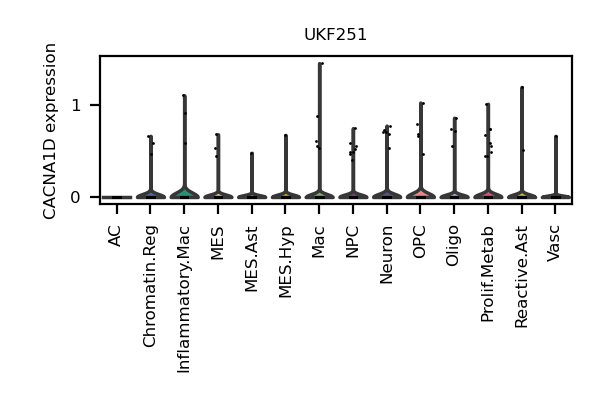 UKF251
CACNA1D expression
1
0
AC
Chromatin.Reg
Inflammatory.Mac
MES
MES.Ast
MES.Hyp
Mac
NPC
Neuron
OPC
Oligo
Prolif.Metab
Reactive.Ast
Vasc